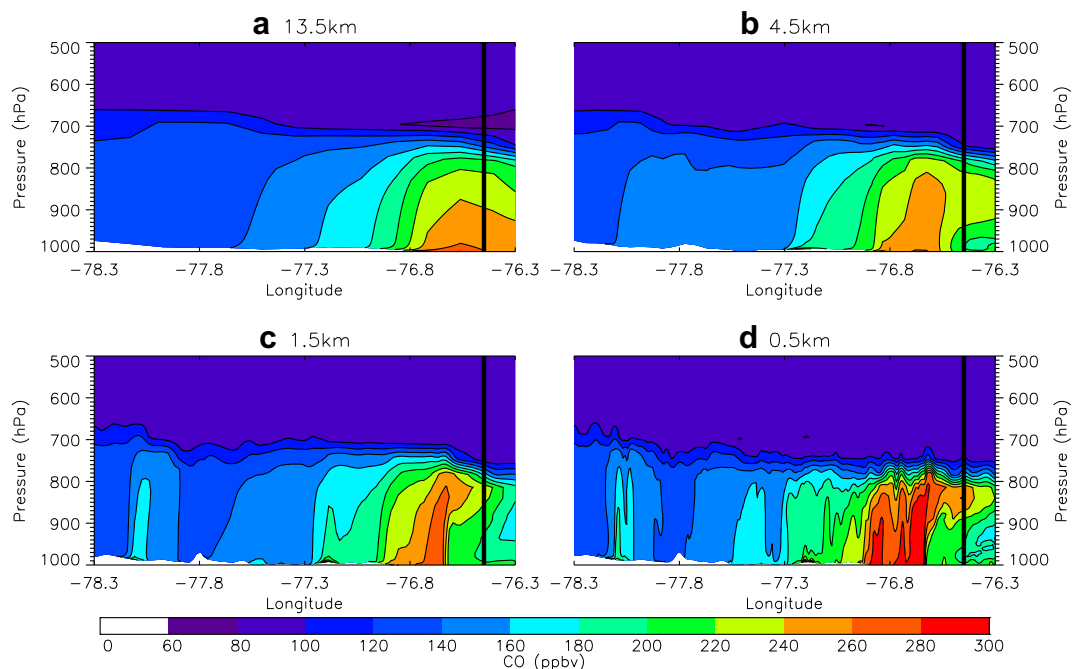 a 13.5km
b 4.5km
500
600
700
800
900
1000
Pressure (hPa)
−78.3 −77.8 −77.3 −76.8 −76.3
Longitude
500
600
700
800
900
1000
Pressure (hPa)
−78.3 −77.8 −77.3 −76.8 −76.3
Longitude
c 1.5km
d 0.5km
500
600
700
800
900
1000
Pressure (hPa)
−78.3 −77.8 −77.3 −76.8 −76.3
Longitude
500
600
700
800
900
1000
Pressure (hPa)
−78.3 −77.8 −77.3 −76.8 −76.3
Longitude
0 60 80 100 120 140 160 180 200 220 240 260 280 300
CO (ppbv)